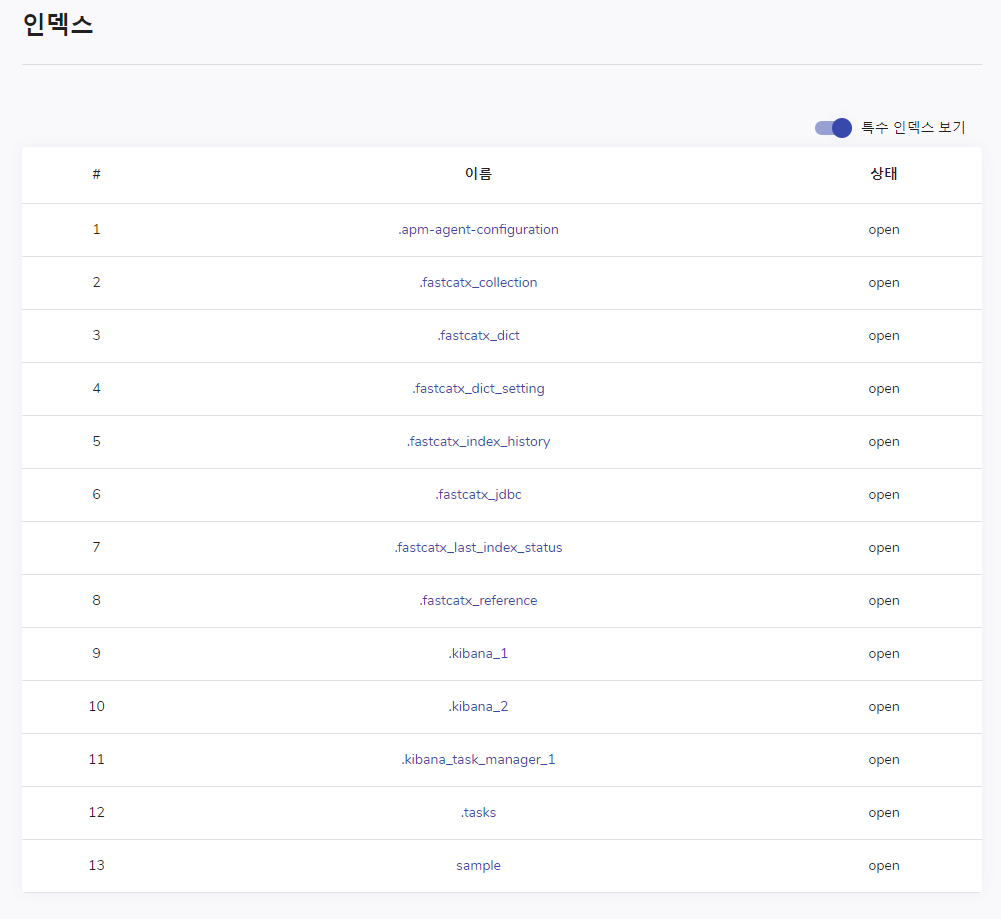 인덱스
특수 인덱스 보기
# 이름 상태
1 .apm-agent-configuration open
2 .fastcatx_collection open
3 .fastcatx_dict open
4 .fastcatx_dict_setting open
5 .fastcatx_index_history open
6 .fastcatx_jdbc open
7 .fastcatx_last_index_status open
8 .fastcatx_reference open
9 .kibana_1 open
10 .kibana_2 open
11 .kibana_task_manager_1 open
12 .tasks open
13 sample open